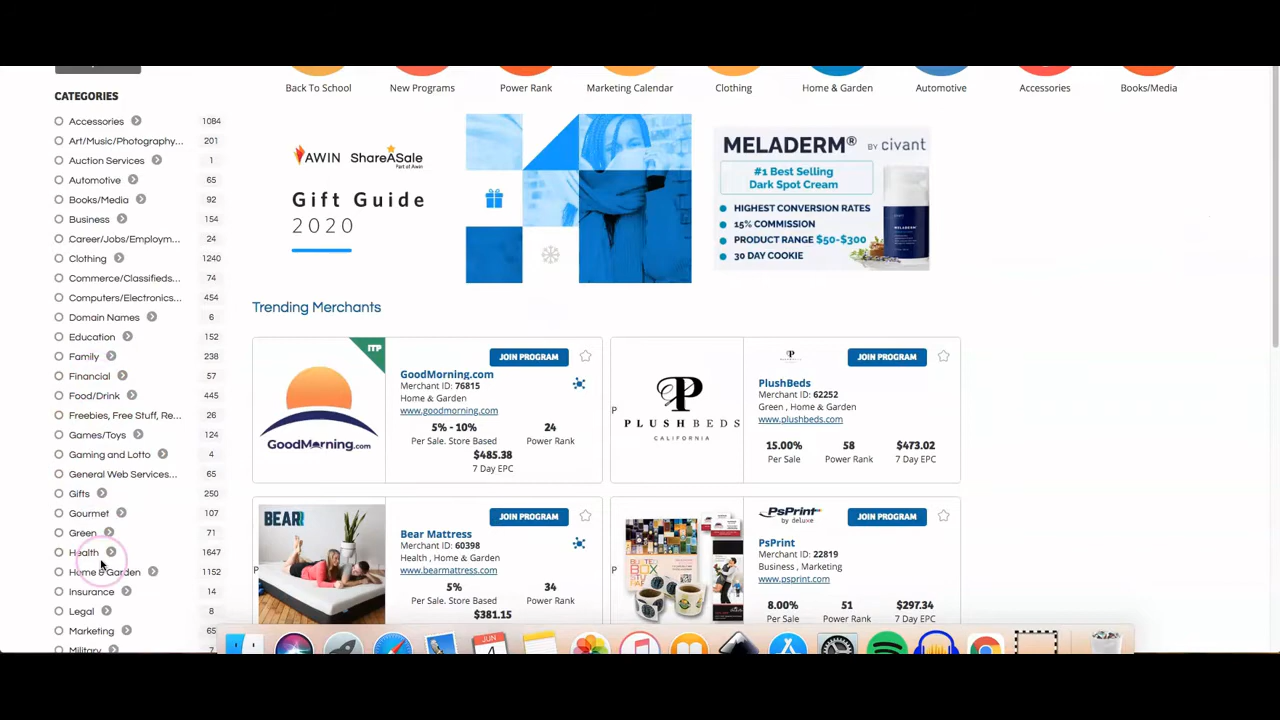 CATEGORIES
Accessories 1084
Art/Music/Photography... 201
Auction Services 1
Automotive 65
Books/Media 92
Business 154
Career/Jobs/Employm... 24
Clothing 1240
Commerce/Classifieds... 74
Computers/Electronics... 454
Domain Names 6
Education 152
Family 238
Financial 57
Food/Drink 445
Freebies, Free Stuff, Re... 26
Games/Toys 124
Gaming and Lotto 4
General Web Services... 65
Gifts 250
Gourmet 107
Green 71
Health 1647
Home & Garden 1152
Insurance 14
Legal 8
Marketing 65
Military 7
Back To School
New Programs
Power Rank
Marketing Calendar
Clothing
Home & Garden
Automotive
Accessories
Books/Media
AWIN ShareASale
Part of Awin
Gift Guide
2020
MELADERM® BY civant
#1 Best Selling
Dark Spot Cream
HIGHEST CONVERSION RATES
15% COMMISSION
PRODUCT RANGE $50-$300
30 DAY COOKIE
Trending Merchants
ITP
GoodMorning.com
JOIN PROGRAM
GoodMorning.com
Merchant ID: 76815
Home & Garden
www.goodmorning.com
5% - 10% 24
Per Sale. Store Based Power Rank
$485.38
7 Day EPC
P
PLUSHBEDS
CALIFORNIA
JOIN PROGRAM
PlushBeds
Merchant ID: 62252
Green , Home & Garden
www.plushbeds.com
15.00% 58 $473.02
Per Sale Power Rank 7 Day EPC
P
BEAR
JOIN PROGRAM
Bear Mattress
Merchant ID: 60398
Health , Home & Garden
www.bearmattress.com
5% 34
Per Sale. Store Based Power Rank
$381.15
P
PsPrint
by deluxe
JOIN PROGRAM
PsPrint
Merchant ID: 22819
Business , Marketing
www.psprint.com
8.00% 51 $297.34
Per Sale Power Rank 7 Day EPC
JUN
4